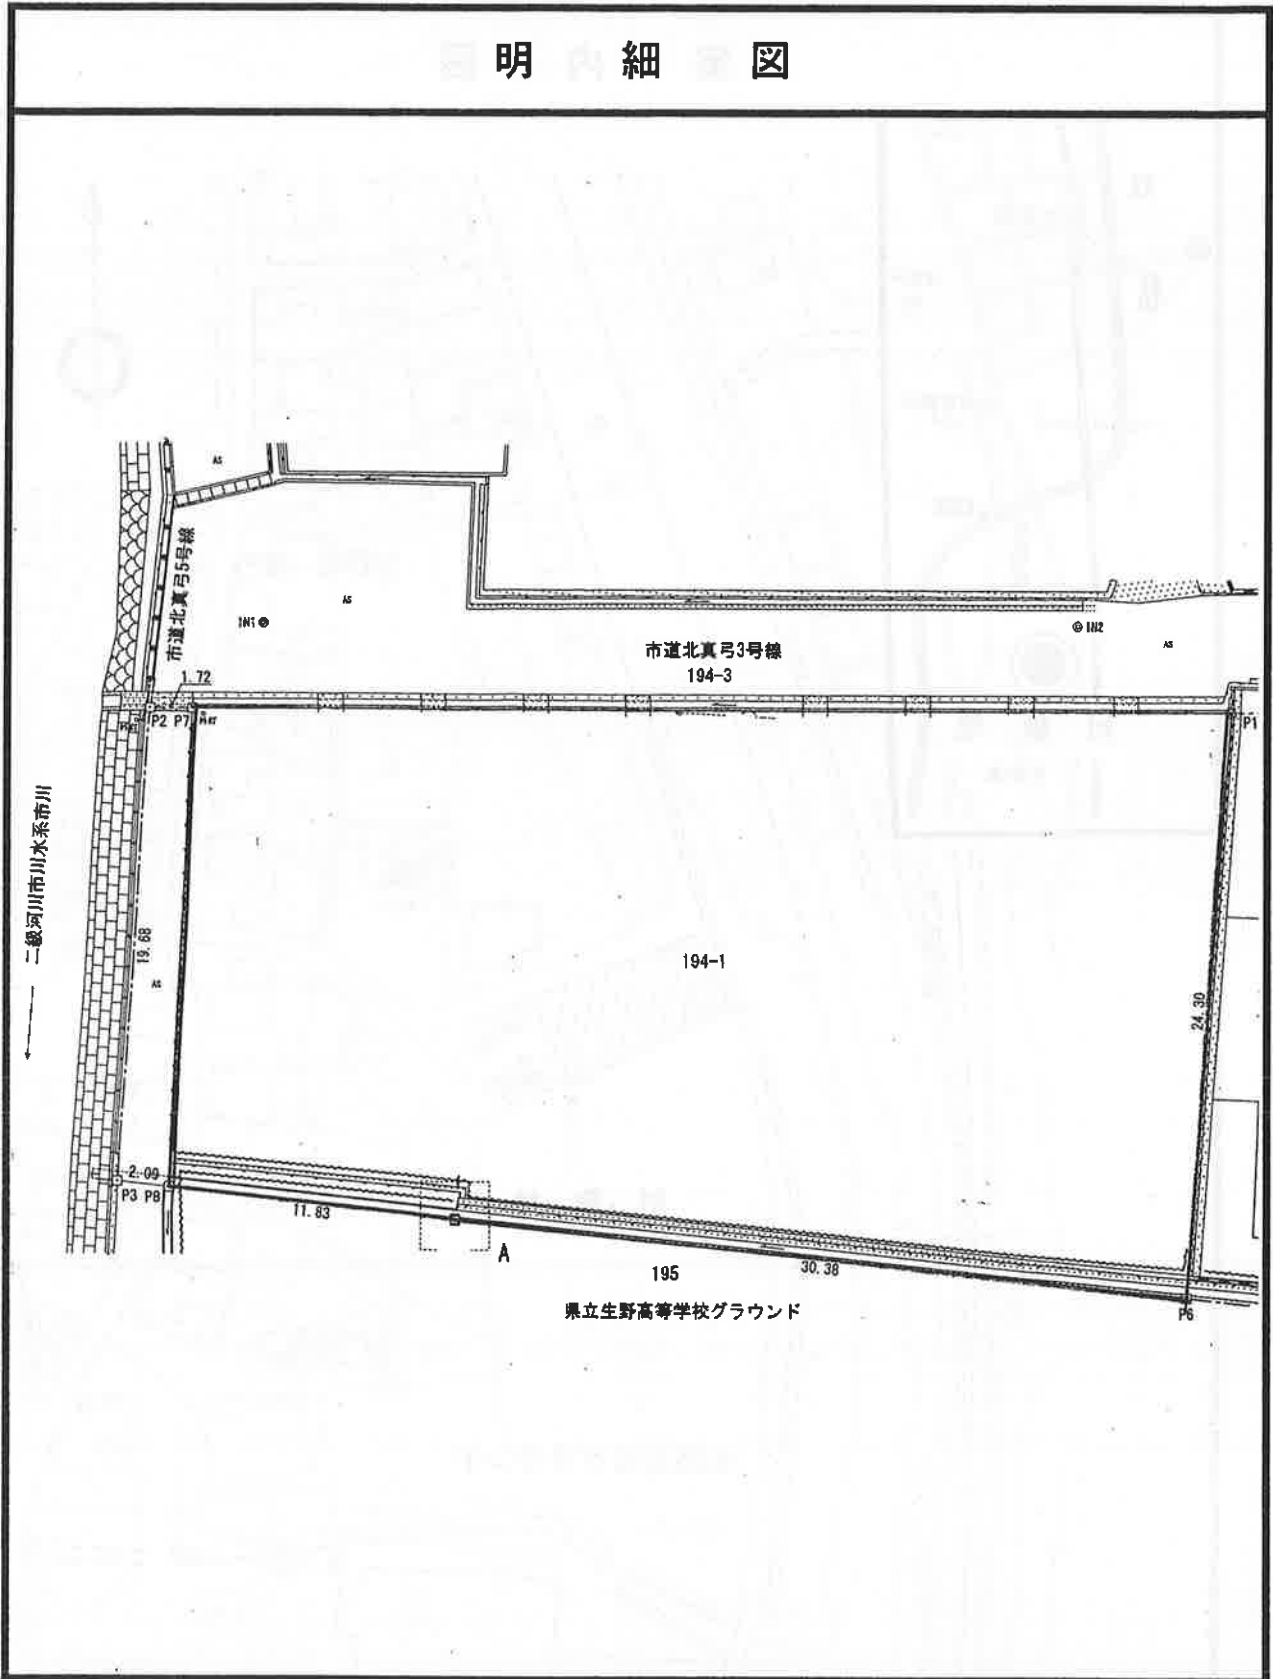 明 細 図
AS
市道北真弓5号線
IN1
AS
IN2
市道北真弓3号線
AS
194-3
1.72
P2 P7
P1
二級河川市川水系市川
19.68
AS
194-1
24.30
2.09
P3 P8
11.83
A
195
30.38
県立生野高等学校グラウンド
P6